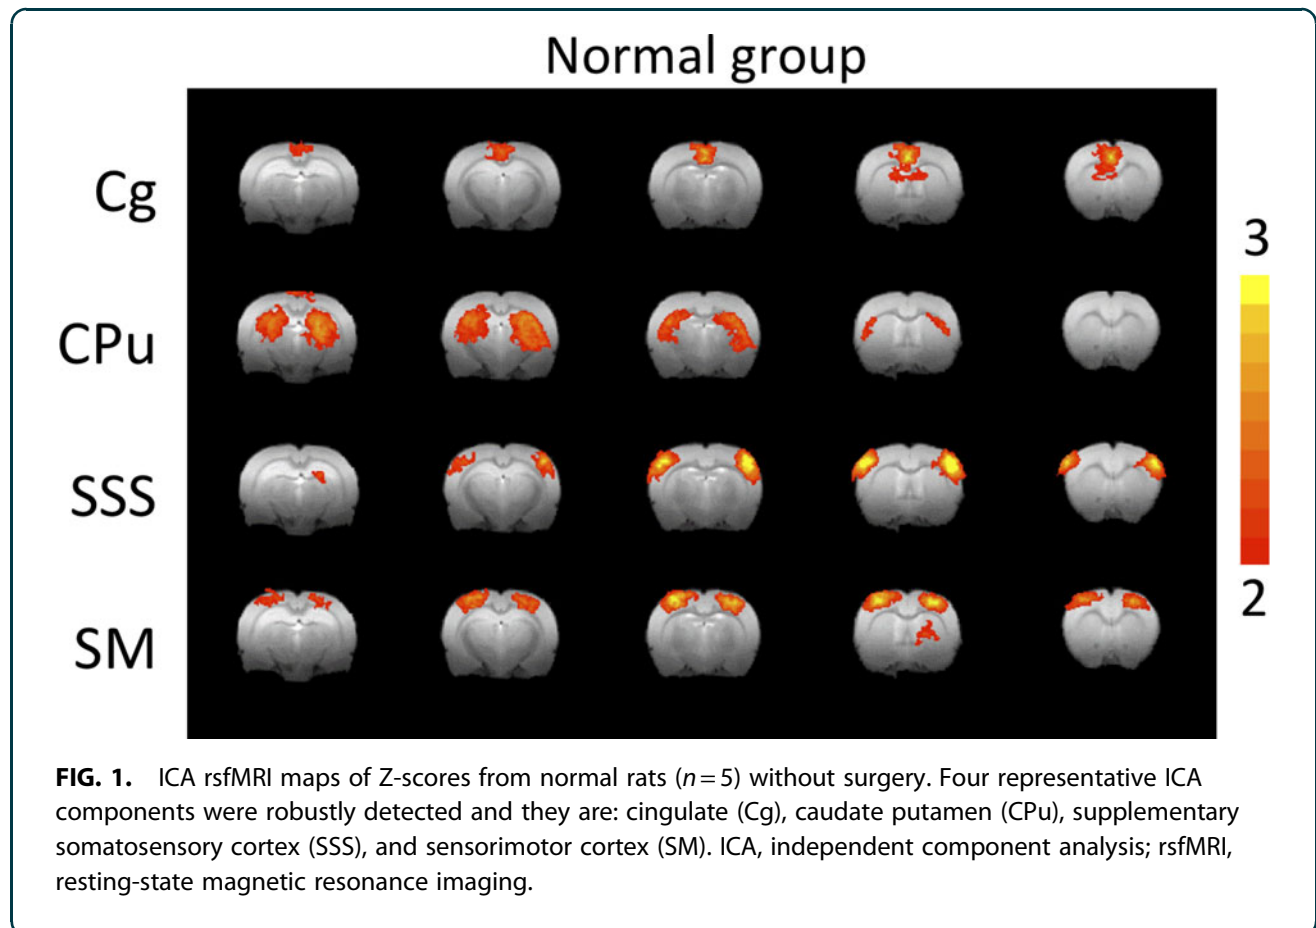 Normal group
Cg
CPu
SSS
SM
3
2
FIG. 1. ICA rsfMRI maps of Z-scores from normal rats (n = 5) without surgery. Four representative ICA
components were robustly detected and they are: cingulate (Cg), caudate putamen (CPu), supplementary
somatosensory cortex (SSS), and sensorimotor cortex (SM). ICA, independent component analysis; rsfMRI,
resting-state magnetic resonance imaging.